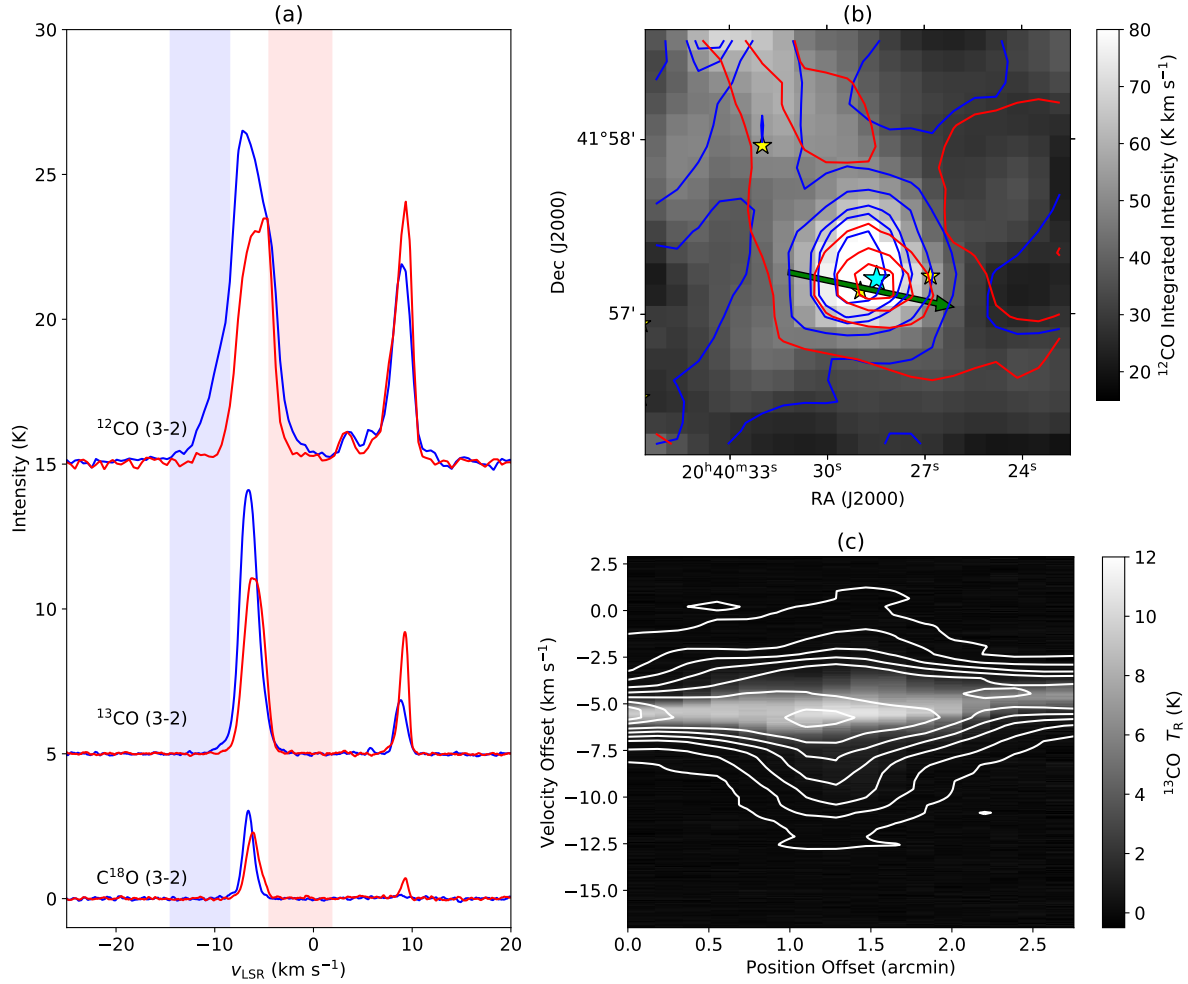 (a)
30
25
20
15
10
5
0
Intensity (K)
¹²CO (3-2)
¹³CO (3-2)
C¹⁸O (3-2)
−20
−10
0
10
20
v_LSR (km s⁻¹)
(b)
41°58'
57'
Dec (J2000)
20ʰ40ᵐ33ˢ
30ˢ
27ˢ
24ˢ
RA (J2000)
80
70
60
50
40
30
20
¹²CO Integrated Intensity (K km s⁻¹)
(c)
2.5
0.0
−2.5
−5.0
−7.5
−10.0
−12.5
−15.0
Velocity Offset (km s⁻¹)
0.0
0.5
1.0
1.5
2.0
2.5
Position Offset (arcmin)
12
10
8
6
4
2
0
¹³CO T_R (K)